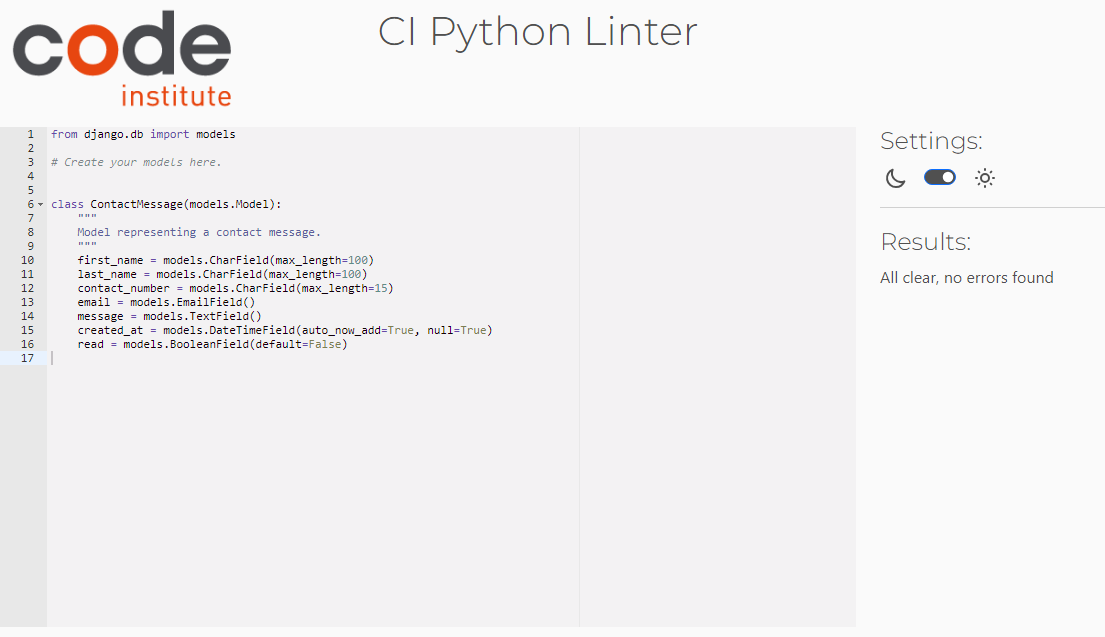 code
institute
CI Python Linter
1 from django.db import models
2
3 # Create your models here.
4
5
6 class ContactMessage(models.Model):
7     """
8     Model representing a contact message.
9     """
10     first_name = models.CharField(max_length=100)
11     last_name = models.CharField(max_length=100)
12     contact_number = models.CharField(max_length=15)
13     email = models.EmailField()
14     message = models.TextField()
15     created_at = models.DateTimeField(auto_now_add=True, null=True)
16     read = models.BooleanField(default=False)
17
Settings:
Results:
All clear, no errors found